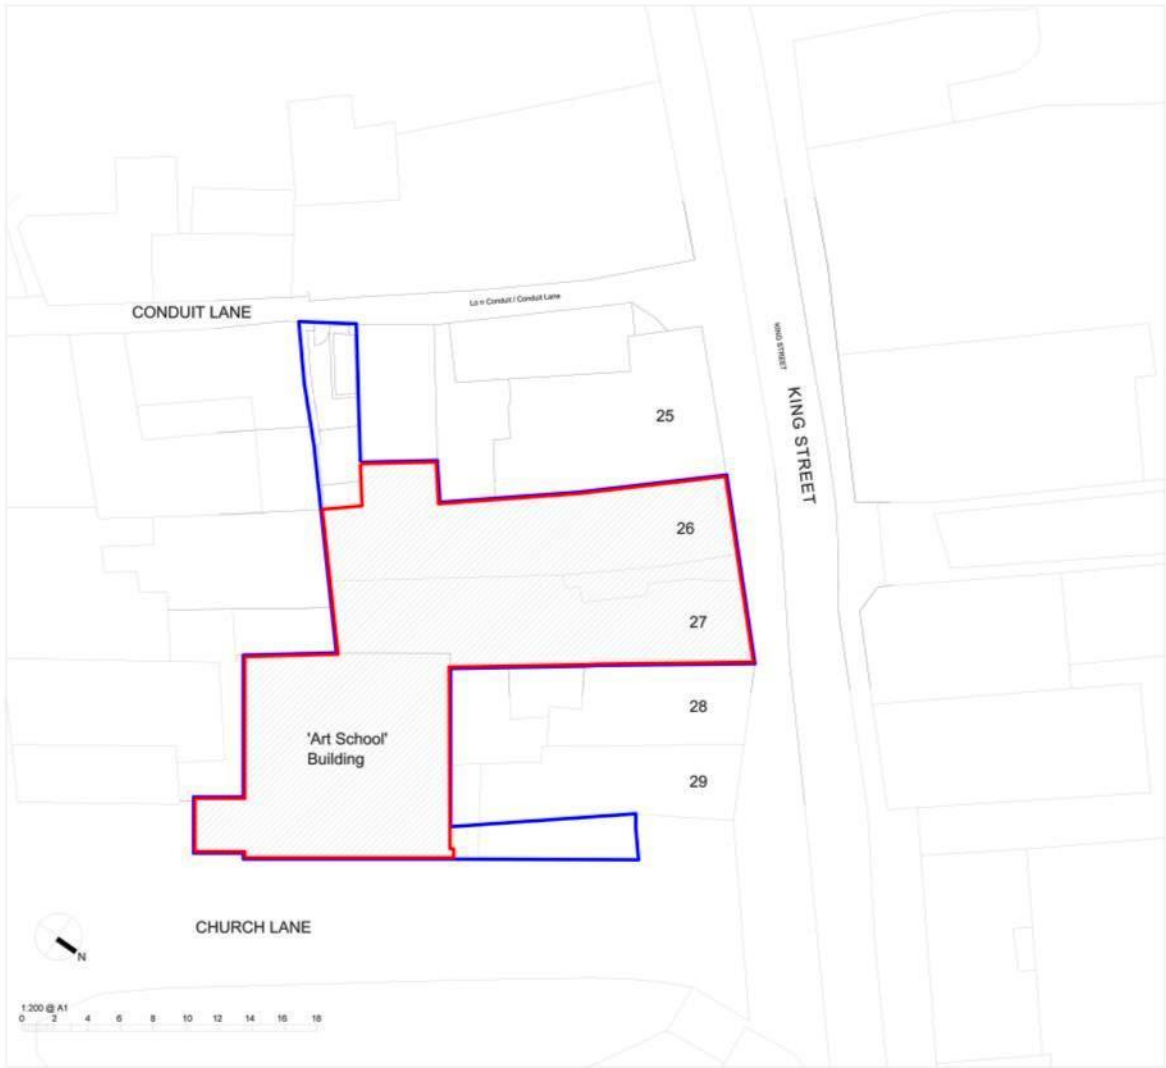 CONDUIT LANE
Lo n Conduit / Conduit Lane
KING STREET
KING STREET
25
26
27
'Art School'
Building
28
29
CHURCH LANE
N
1:200 @ A1
0 2 4 6 8 10 12 14 16 18